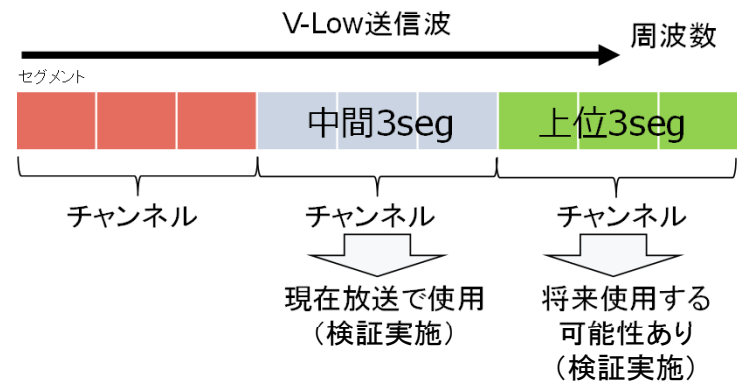 V-Low送信波
周波数
セグメント
中間3seg 上位3seg
チャンネル チャンネル チャンネル
現在放送で使用 将来使用する
（検証実施） 可能性あり
（検証実施）